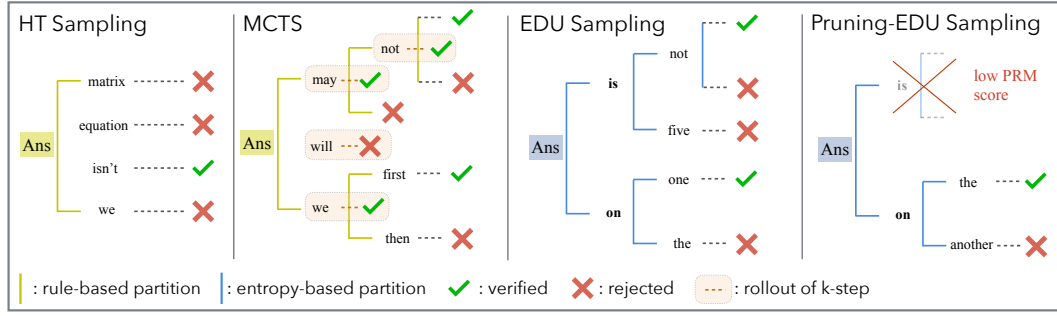 HT Sampling
matrix
equation
Ans
isn't
we
MCTS
not
may
will
Ans
first
we
then
EDU Sampling
not
is
five
Ans
one
on
the
Pruning-EDU Sampling
is
low PRM
score
Ans
the
on
another
: rule-based partition
: entropy-based partition
: verified
: rejected
: rollout of k-step